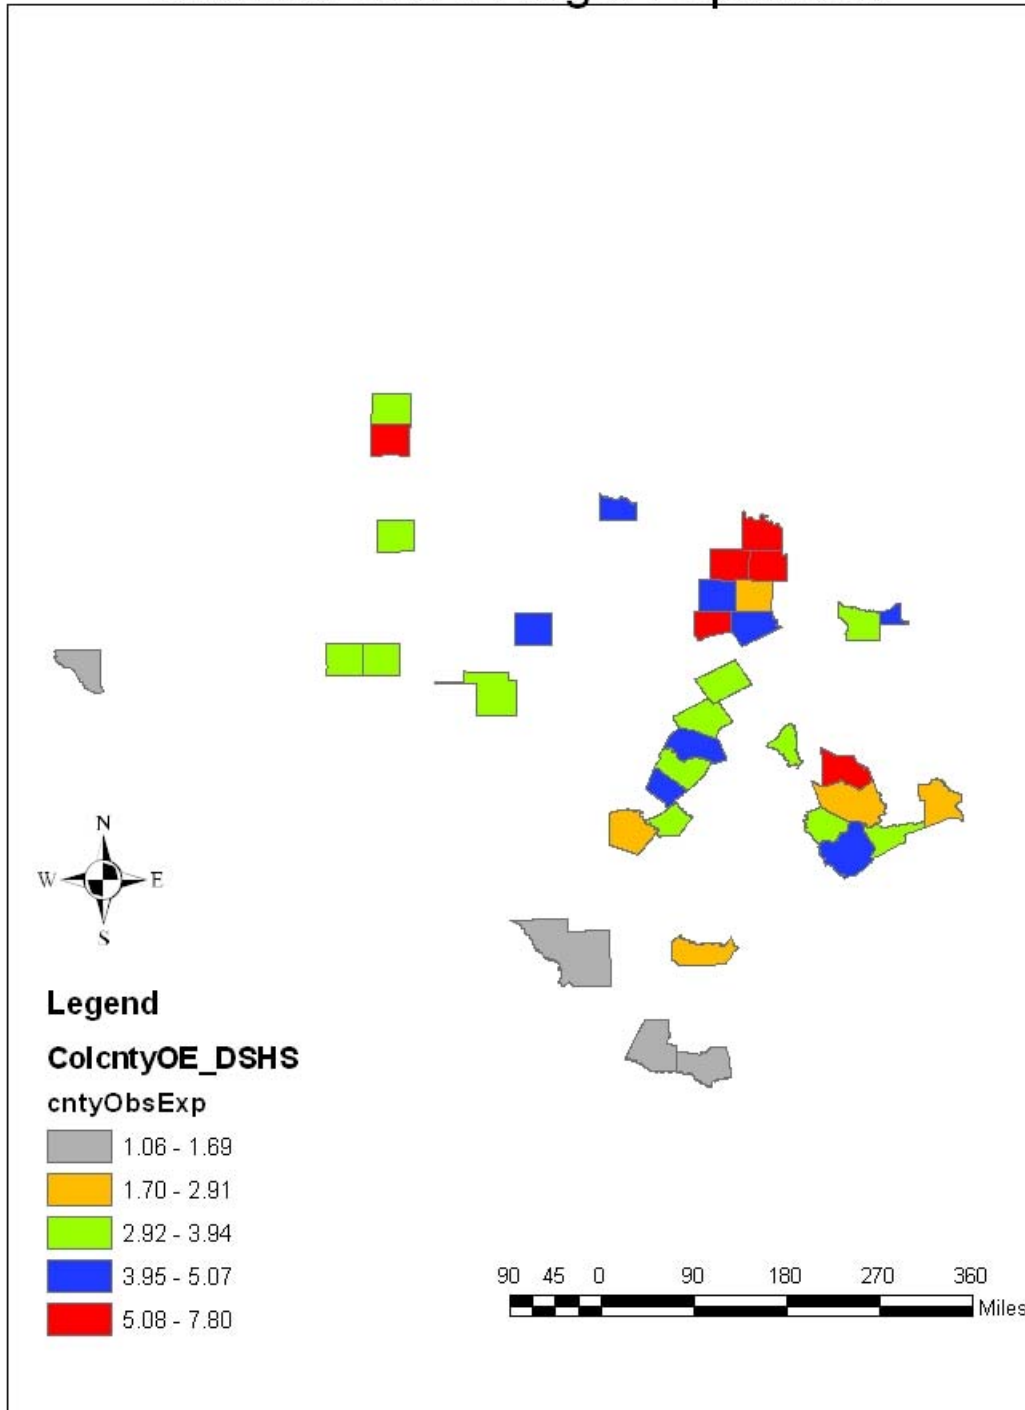 N
W E
S
Legend
ColcntyOE_DSHS
cntyObsExp
1.06 - 1.69
1.70 - 2.91
2.92 - 3.94
3.95 - 5.07
5.08 - 7.80
90 45 0 90 180 270 360
Miles